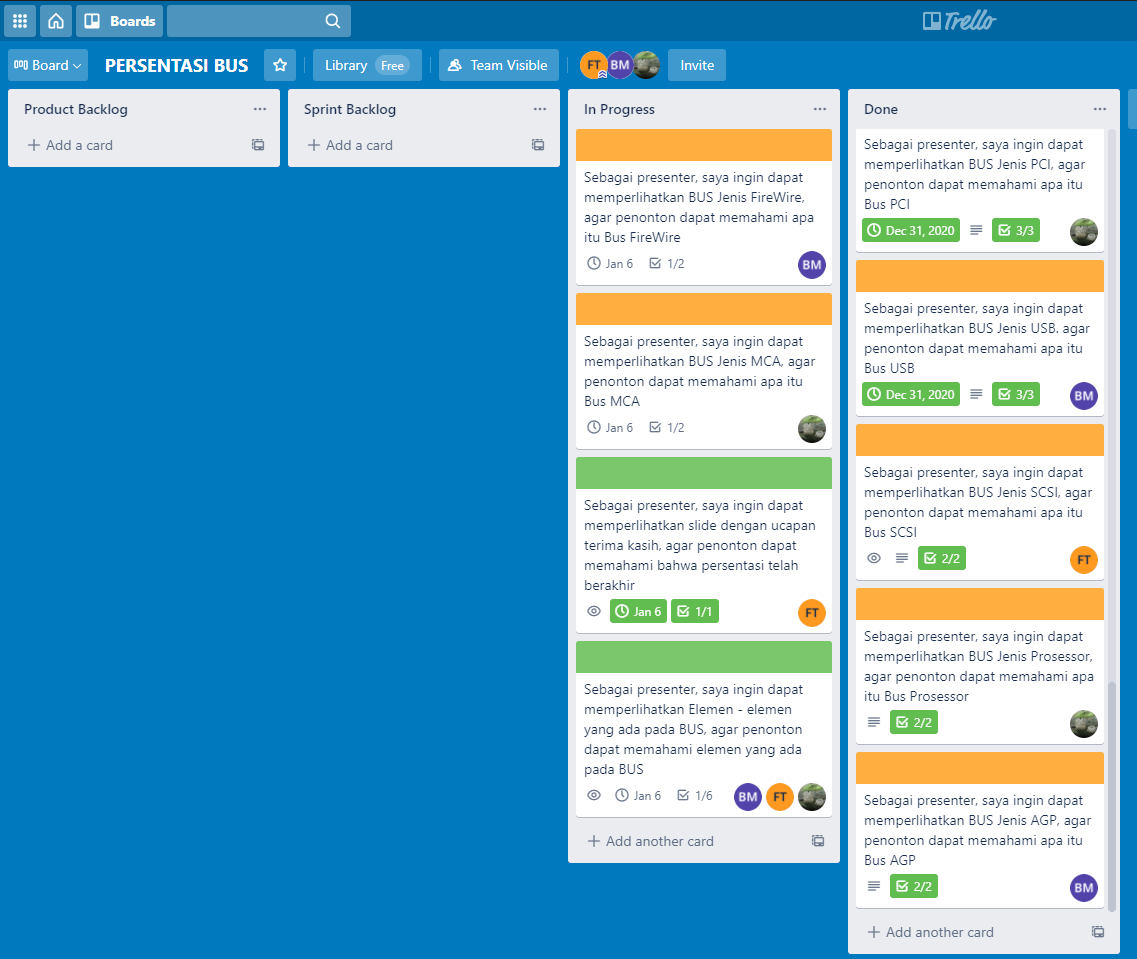 Boards
Trello
Board
PERSENTASI BUS
Library Free
Team Visible
FT
BM
Invite
Product Backlog
Add a card
Sprint Backlog
Add a card
In Progress
Sebagai presenter, saya ingin dapat
memperlihatkan BUS Jenis FireWire,
agar penonton dapat memahami apa
itu Bus FireWire
Jan 6 1/2 BM
Sebagai presenter, saya ingin dapat
memperlihatkan BUS Jenis MCA, agar
penonton dapat memahami apa itu
Bus MCA
Jan 6 1/2
Sebagai presenter, saya ingin dapat
memperlihatkan slide dengan ucapan
terima kasih, agar penonton dapat
memahami bahwa persentasi telah
berakhir
Jan 6 1/1 FT
Sebagai presenter, saya ingin dapat
memperlihatkan Elemen - elemen
yang ada pada BUS, agar penonton
dapat memahami elemen yang ada
pada BUS
Jan 6 1/6 BM FT
Add another card
Done
Sebagai presenter, saya ingin dapat
memperlihatkan BUS Jenis PCI, agar
penonton dapat memahami apa itu
Bus PCI
Dec 31, 2020 3/3
Sebagai presenter, saya ingin dapat
memperlihatkan BUS Jenis USB. agar
penonton dapat memahami apa itu
Bus USB
Dec 31, 2020 3/3 BM
Sebagai presenter, saya ingin dapat
memperlihatkan BUS Jenis SCSI, agar
penonton dapat memahami apa itu
Bus SCSI
2/2 FT
Sebagai presenter, saya ingin dapat
memperlihatkan BUS Jenis Prosessor,
agar penonton dapat memahami apa
itu Bus Prosessor
2/2
Sebagai presenter, saya ingin dapat
memperlihatkan BUS Jenis AGP, agar
penonton dapat memahami apa itu
Bus AGP
2/2 BM
Add another card